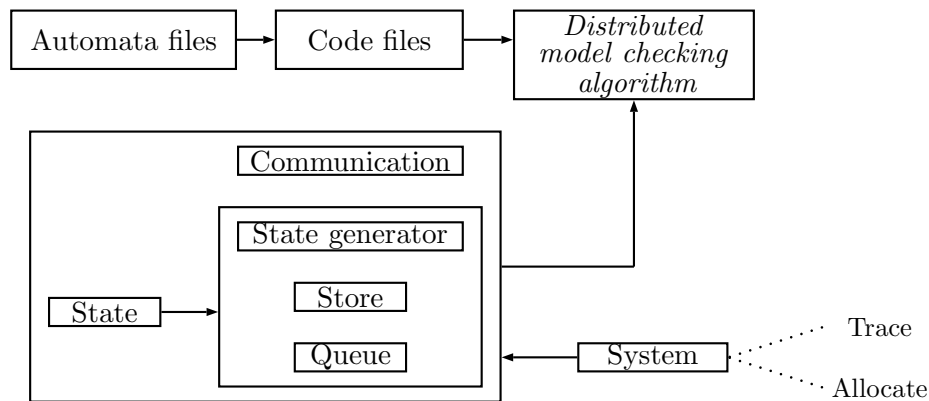 Automata files
Code files
Distributed
model checking
algorithm
Communication
State generator
Store
State
Queue
System
Trace
Allocate